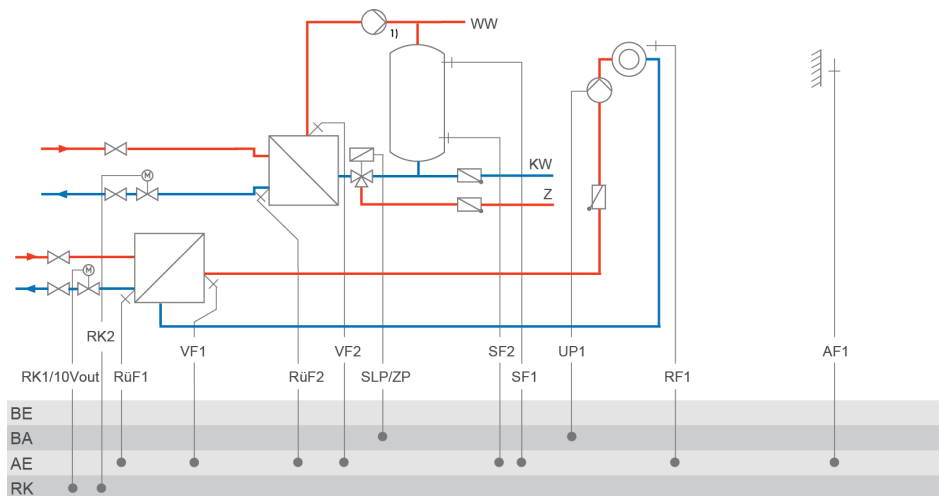 1)
WW
KW
Z
M
M
RK2
VF1
VF2
SF2
UP1
AF1
RK1/10Vout
RüF1
RüF2
SLP/ZP
SF1
RF1
BE
BA
AE
RK